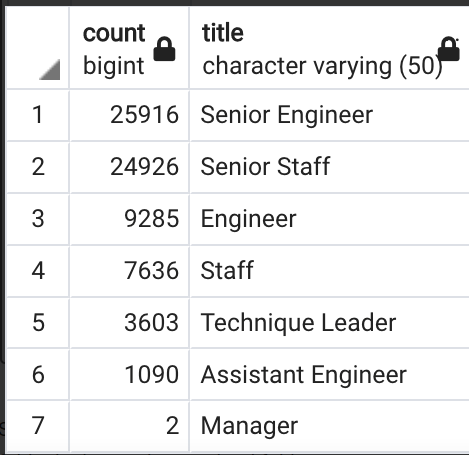 count title
bigint character varying (50)
1 25916 Senior Engineer
2 24926 Senior Staff
3 9285 Engineer
4 7636 Staff
5 3603 Technique Leader
6 1090 Assistant Engineer
7 2 Manager